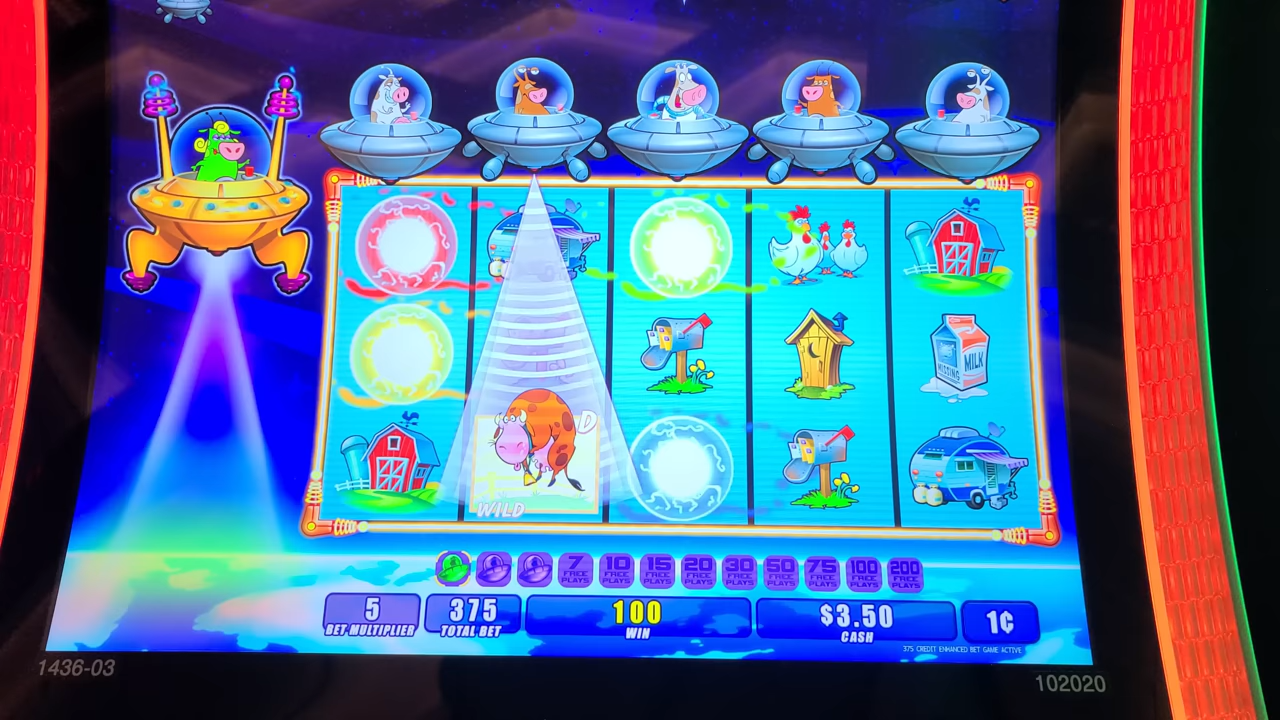 MISSING
MILK
D
WILD
7 FREE PLAYS
10 FREE PLAYS
15 FREE PLAYS
20 FREE PLAYS
30 FREE PLAYS
50 FREE PLAYS
75 FREE PLAYS
100 FREE PLAYS
200 FREE PLAYS
5
BET MULTIPLIER
375
TOTAL BET
100
WIN
$3.50
CASH
1¢
375 CREDIT ENHANCED BET GAME ACTIVE
1436-03
102020